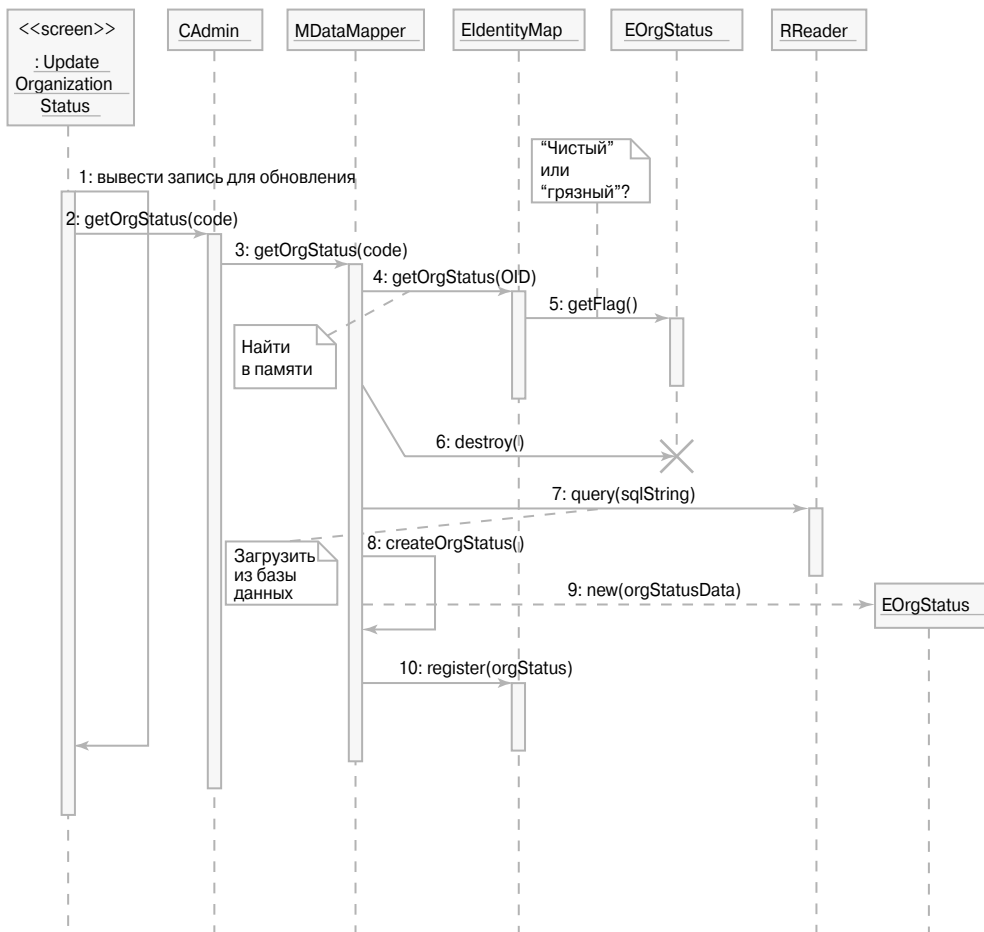 <<screen>>
: Update
Organization
Status
CAdmin
MDataMapper
EIdentityMap
EOrgStatus
RReader
“Чистый”
или
“грязный”?
1: вывести запись для обновления
2: getOrgStatus(code)
3: getOrgStatus(code)
4: getOrgStatus(OID)
5: getFlag()
Найти
в памяти
6: destroy()
7: query(sqlString)
8: createOrgStatus()
Загрузить
из базы
данных
9: new(orgStatusData)
EOrgStatus
10: register(orgStatus)